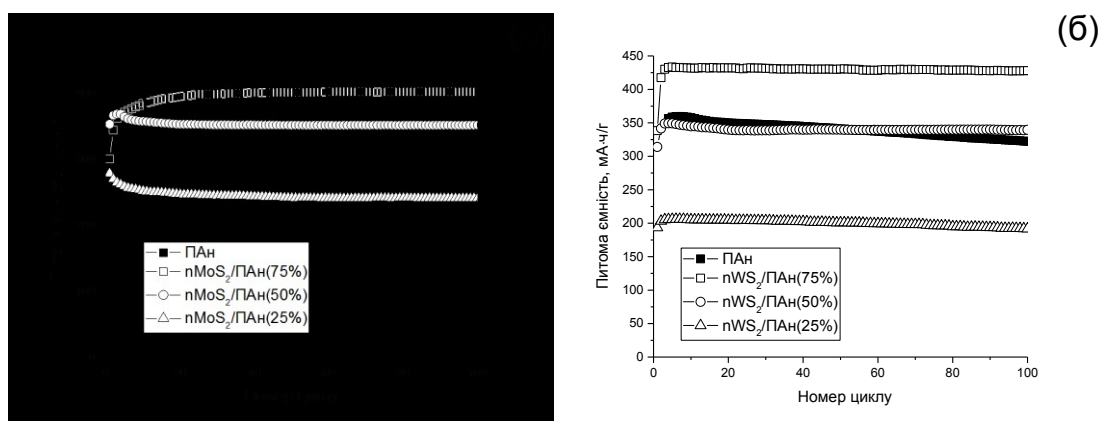 (б)
450
400
350
300
250
200
150
100
50
0
Питома ємність, мА·ч/г
ПАн
nMoS₂/ПАн(75%)
nMoS₂/ПАн(50%)
nMoS₂/ПАн(25%)
ПАн
nWS₂/ПАн(75%)
nWS₂/ПАн(50%)
nWS₂/ПАн(25%)
0 20 40 60 80 100
Номер циклу